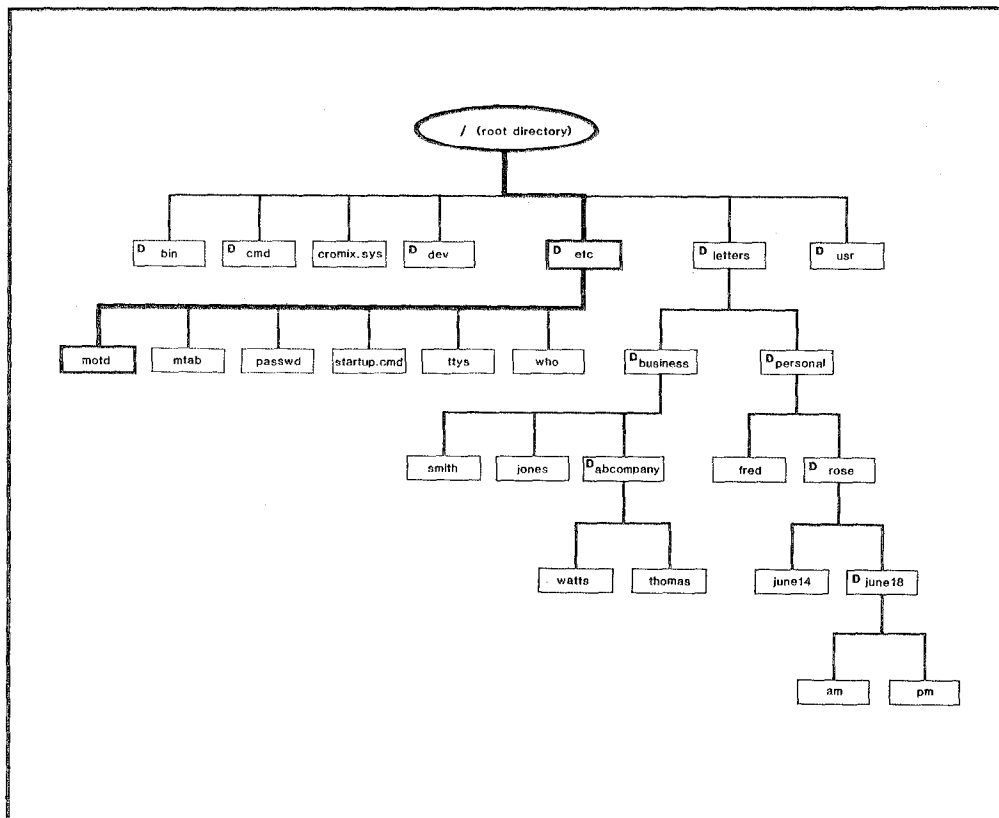 / (root directory)
D bin
D cmd
cromix.sys
D dev
D etc
D letters
D usr
motd
mtab
passwd
startup.cmd
ttys
who
D business
D personal
smith
jones
D abcompany
fred
D rose
watts
thomas
june14
D june18
am
pm